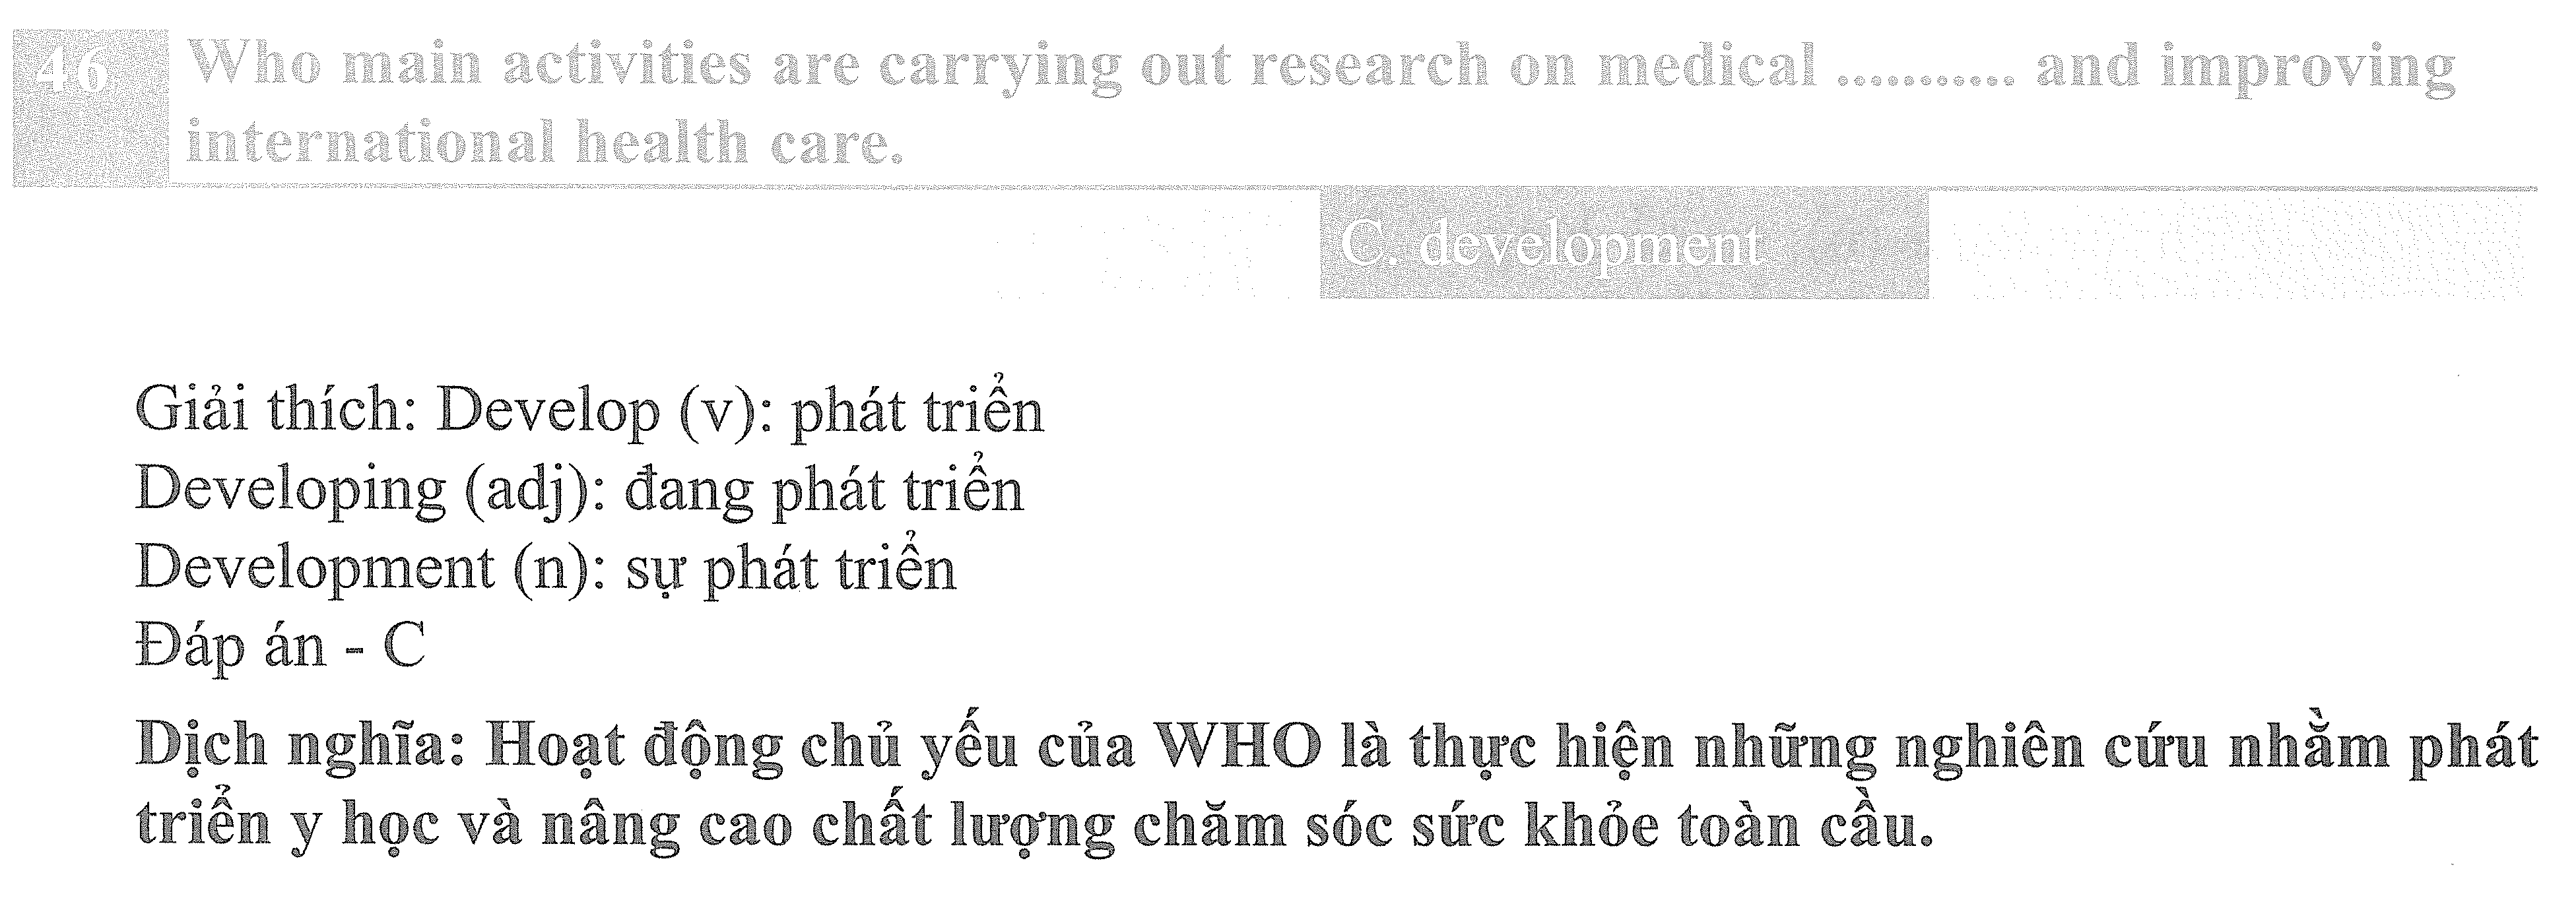 46 Who main activities are carrying out research on medical ........... and improving
international health care.
C. development
Giải thích: Develop (v): phát triển
Developing (adj): đang phát triển
Development (n): sự phát triển
Đáp án - C
Dịch nghĩa: Hoạt động chủ yếu của WHO là thực hiện những nghiên cứu nhằm phát
triển y học và nâng cao chất lượng chăm sóc sức khỏe toàn cầu.